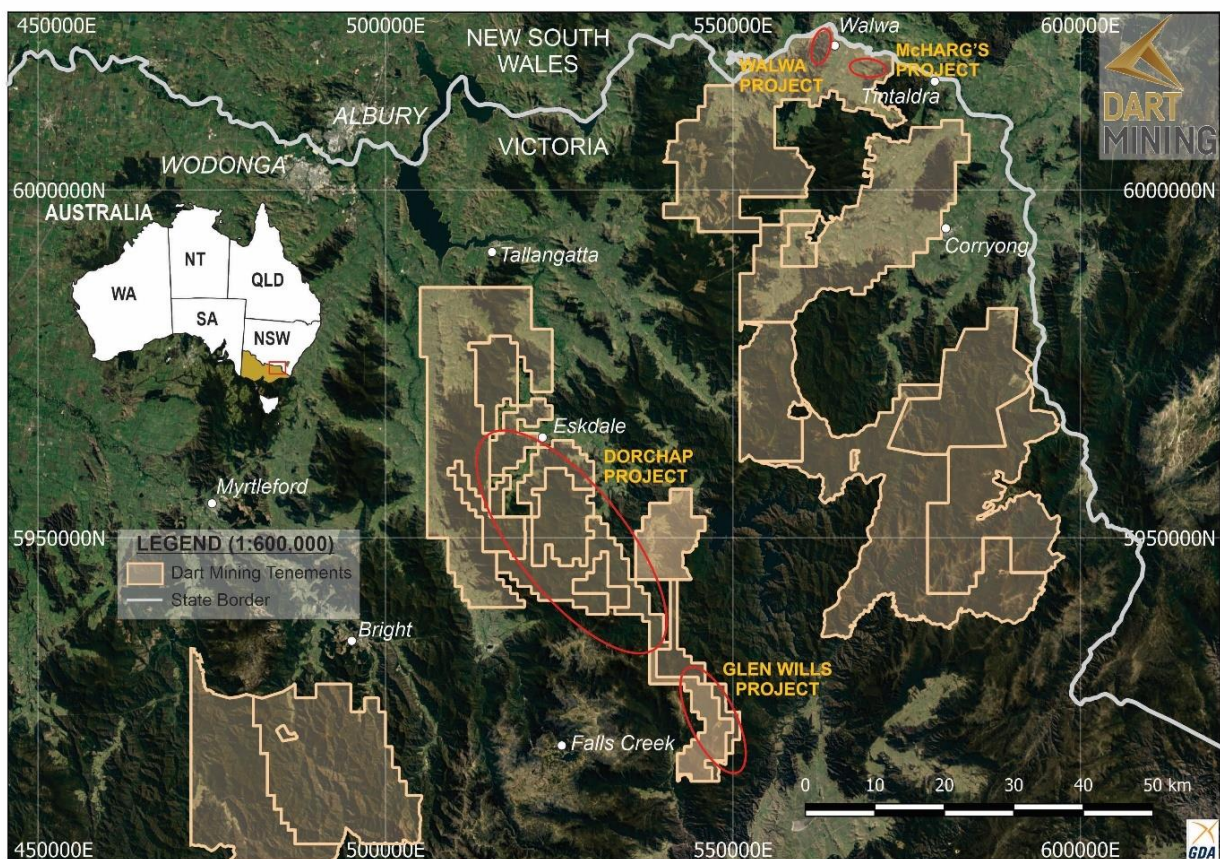 450000E
500000E
550000E
600000E
NEW SOUTH
WALES
Walwa
WALWA
PROJECT
McHARG'S
PROJECT
Tintaldra
DART
MINING
ALBURY
VICTORIA
WODONGA
6000000N
6000000N
AUSTRALIA
Corryong
Tallangatta
NT
QLD
WA
SA
NSW
Eskdale
DORCHAP
PROJECT
Myrtleford
5950000N
5950000N
LEGEND (1:600.000)
Dart Mining Tenements
State Border
Bright
GLEN WILLS
PROJECT
Falls Creek
0
10
20
30
40
50 km
450000E
500000E
550000E
600000E
GDA